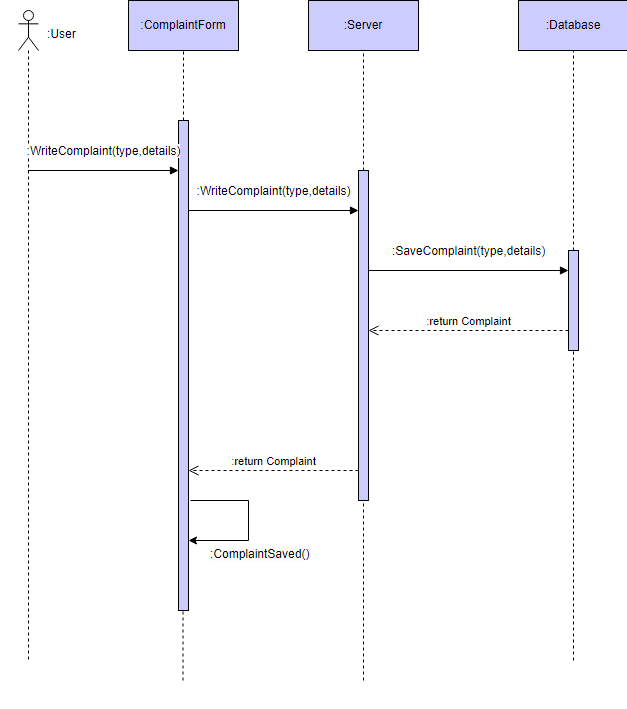 :User
:ComplaintForm
:Server
:Database
:WriteComplaint(type,details)
:WriteComplaint(type,details)
:SaveComplaint(type,details)
:return Complaint
:return Complaint
:ComplaintSaved()